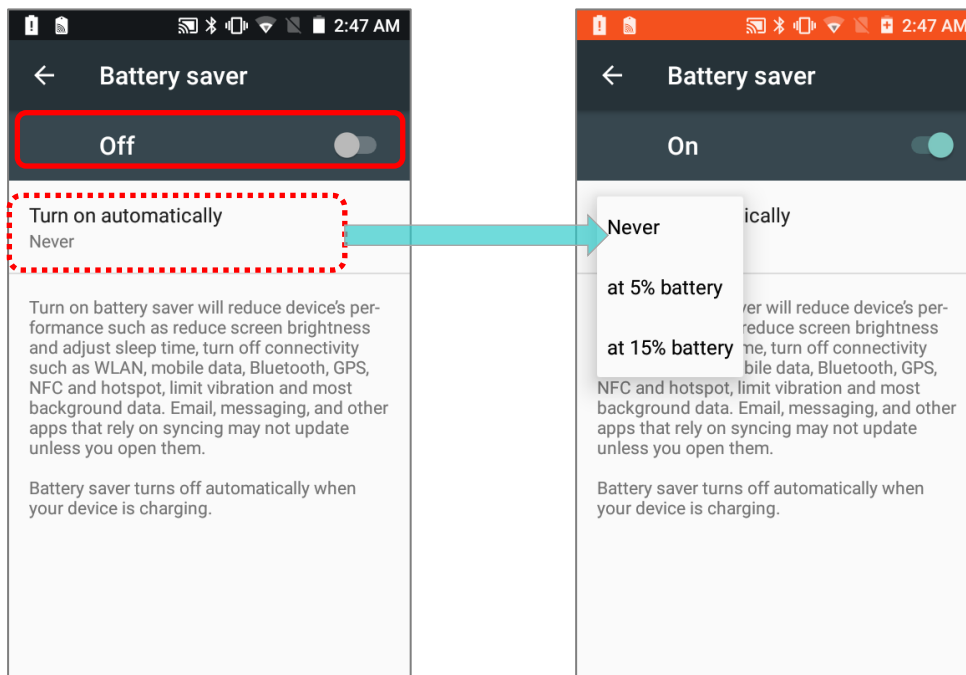 2:47 AM
Battery saver
Off
Turn on automatically
Never
Turn on battery saver will reduce device's per-
formance such as reduce screen brightness
and adjust sleep time, turn off connectivity
such as WLAN, mobile data, Bluetooth, GPS,
NFC and hotspot, limit vibration and most
background data. Email, messaging, and other
apps that rely on syncing may not update
unless you open them.
Battery saver turns off automatically when
your device is charging.
2:47 AM
Battery saver
On
ically
Never
at 5% battery
at 15% battery
ver will reduce device's per-
reduce screen brightness
me, turn off connectivity
bile data, Bluetooth, GPS,
NFC and hotspot, limit vibration and most
background data. Email, messaging, and other
apps that rely on syncing may not update
unless you open them.
Battery saver turns off automatically when
your device is charging.